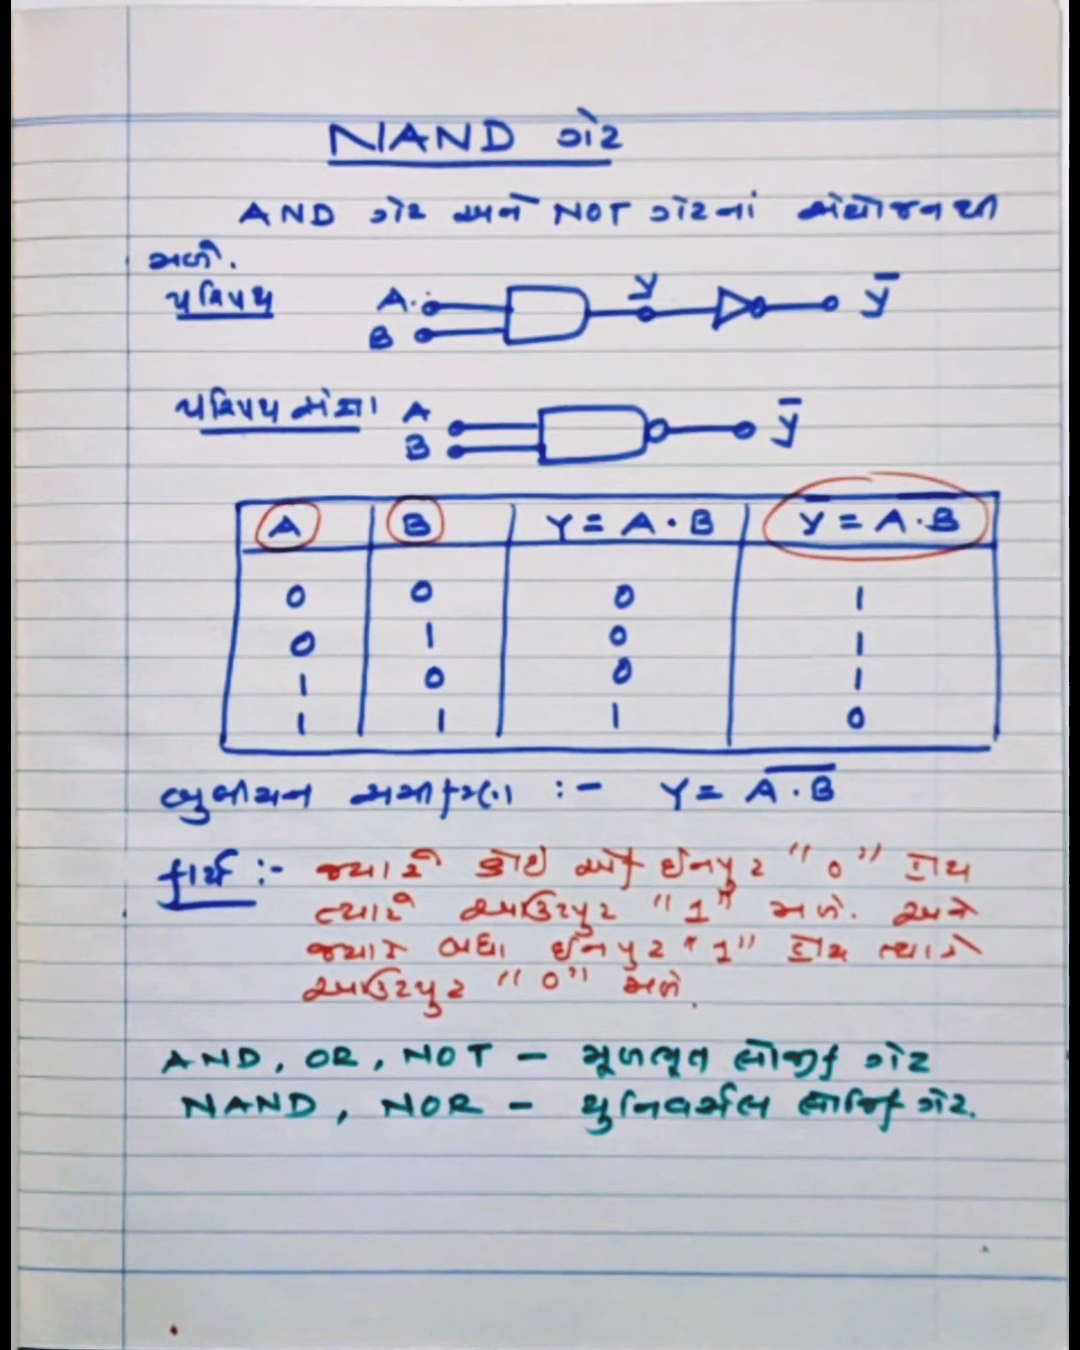 NAND ગેટ
AND ગેટ અને NOT ગેટનાં સંયોજનથી
મળે.
પરિપથ A B Y Y̅
પરિપથ સંજ્ઞા A B Y̅
A B Y = A · B Y̅ = A̅ · B̅
0 0 0 1
0 1 0 1
1 0 0 1
1 1 1 0
બુલીયન સમીકરણ :- Y = A̅ ̅·̅ ̅B̅
કાર્ય :- જ્યારે કોઇ એક ઈનપુટ "0" હોય
ત્યારે આઉટપુટ "1" મળે. અને
જ્યારે બધા ઈનપુટ "1" હોય ત્યારે
આઉટપુટ "0" મળે.
AND, OR, NOT - મૂળભૂત લોજીક ગેટ
NAND, NOR - યુનિવર્સલ લોજિક ગેટ.